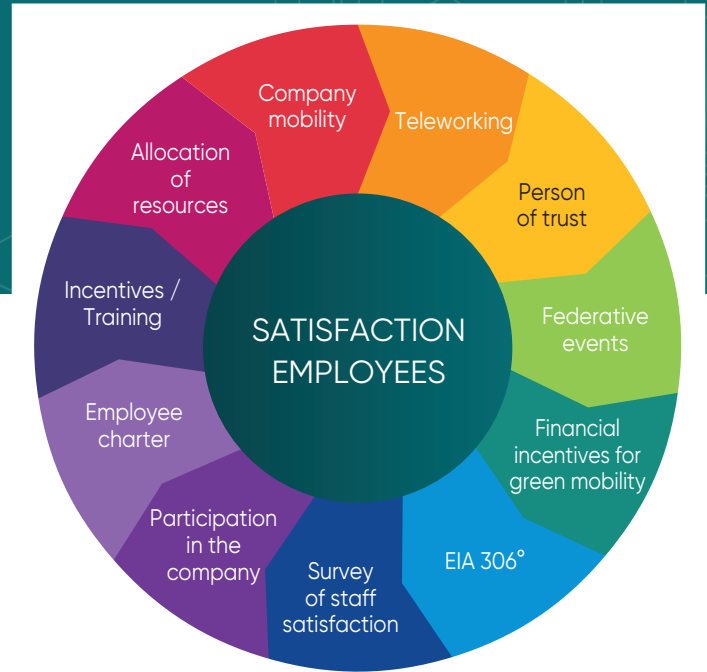 SATISFACTION
EMPLOYEES
Company
mobility
Teleworking
Person
of trust
Federative
events
Financial
incentives for
green mobility
EIA 306°
Survey
of staff
satisfaction
Participation
in the
company
Employee
charter
Incentives /
Training
Allocation
of
resources